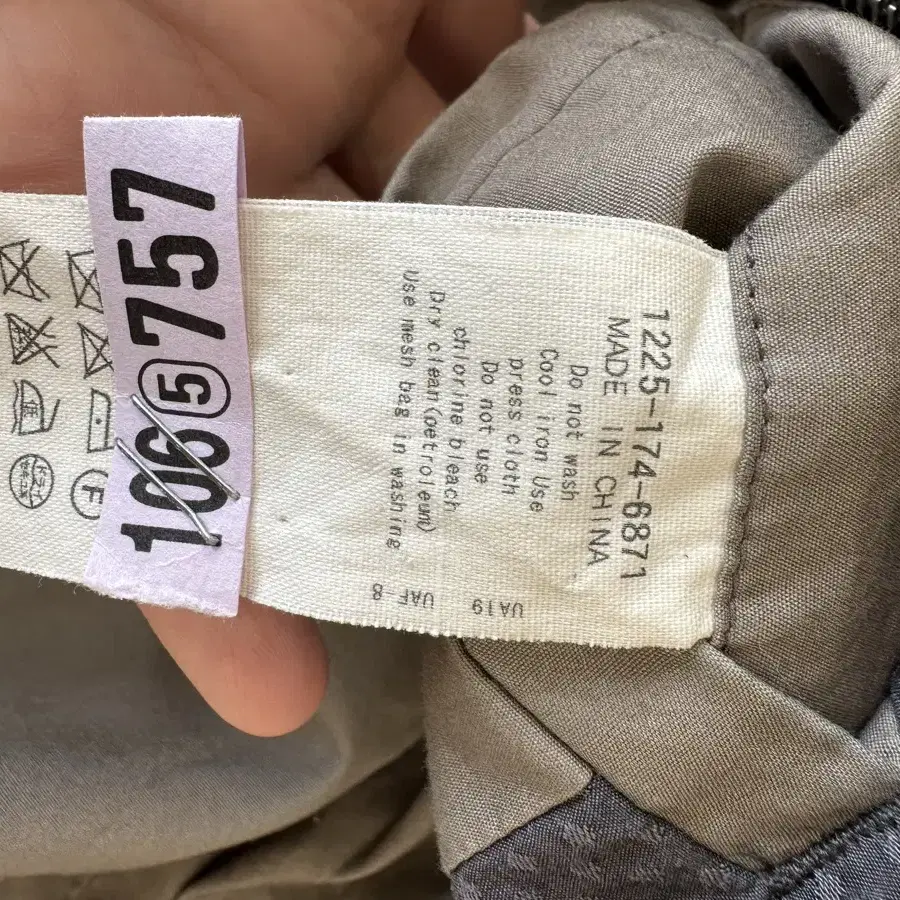 1225-174-6871
MADE IN CHINA
Do not wash
Cool iron Use
press cloth
Do not use
chlorine bleach
Dry clean(petroleum)
Use mesh bag in washing
UA19
UAF 8
106⑤757
F